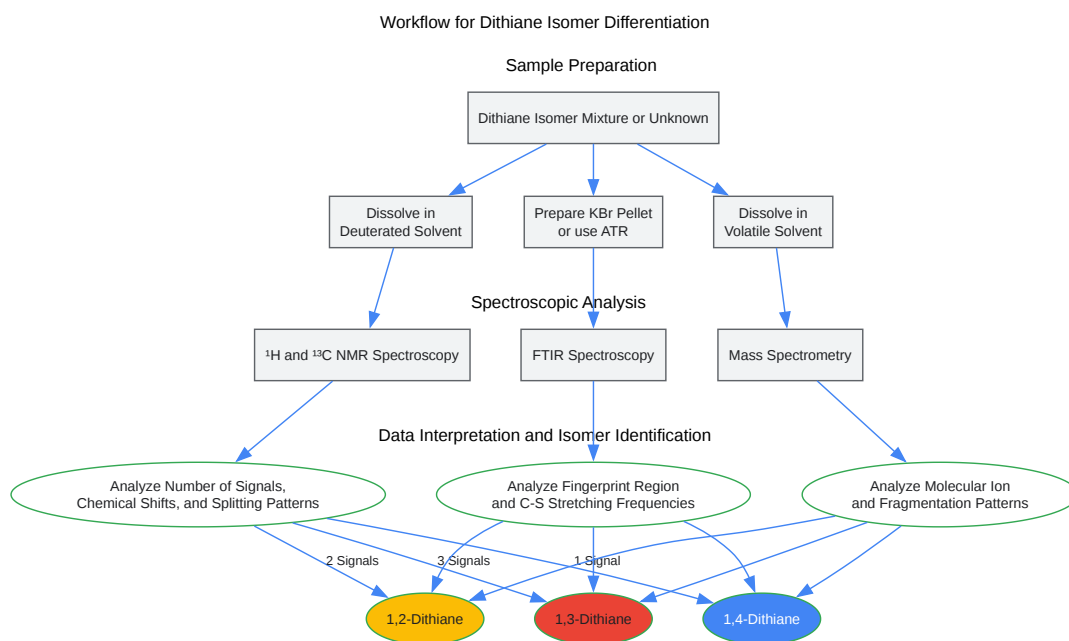 Workflow for Dithiane Isomer Differentiation
Sample Preparation
Dithiane Isomer Mixture or Unknown
Dissolve in
Deuterated Solvent
Prepare KBr Pellet
or use ATR
Dissolve in
Volatile Solvent
Spectroscopic Analysis
¹H and ¹³C NMR Spectroscopy
FTIR Spectroscopy
Mass Spectrometry
Data Interpretation and Isomer Identification
Analyze Number of Signals,
Chemical Shifts, and Splitting Patterns
Analyze Fingerprint Region
and C-S Stretching Frequencies
Analyze Molecular Ion
and Fragmentation Patterns
2 Signals
3 Signals
1 Signal
1,2-Dithiane
1,3-Dithiane
1,4-Dithiane